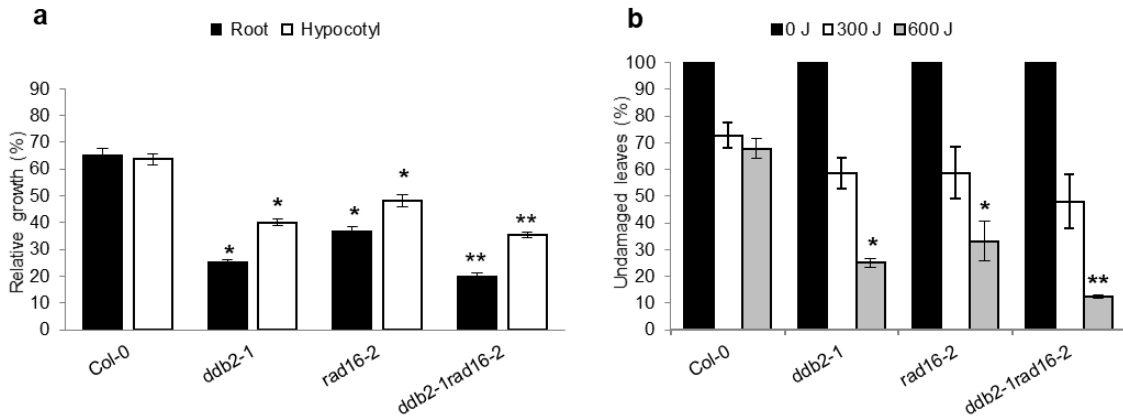 a
Root Hypocotyl
Relative growth (%)
90
80
70
60
50
40
30
20
10
0
* * * * ** **
Col-0 ddb2-1 rad16-2 ddb2-1rad16-2
b
0 J 300 J 600 J
Undamaged leaves (%)
100
90
80
70
60
50
40
30
20
10
0
* * **
Col-0 ddb2-1 rad16-2 ddb2-1rad16-2